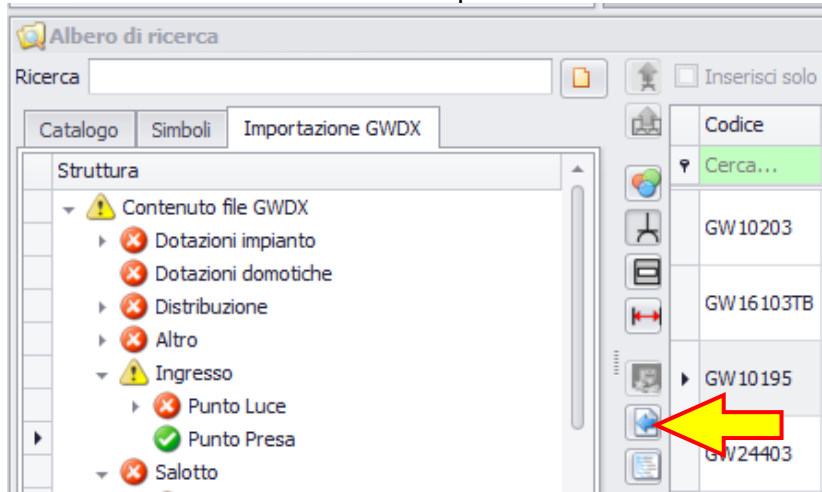 Albero di ricerca
Ricerca
Inserisci solo
Catalogo Simboli Importazione GWDX
Codice
Struttura
Cerca...
Contenuto file GWDX
Dotazioni impianto
GW10203
Dotazioni domotiche
Distribuzione
GW16103TB
Altro
Ingresso
GW10195
Punto Luce
Punto Presa
GW24403
Salotto